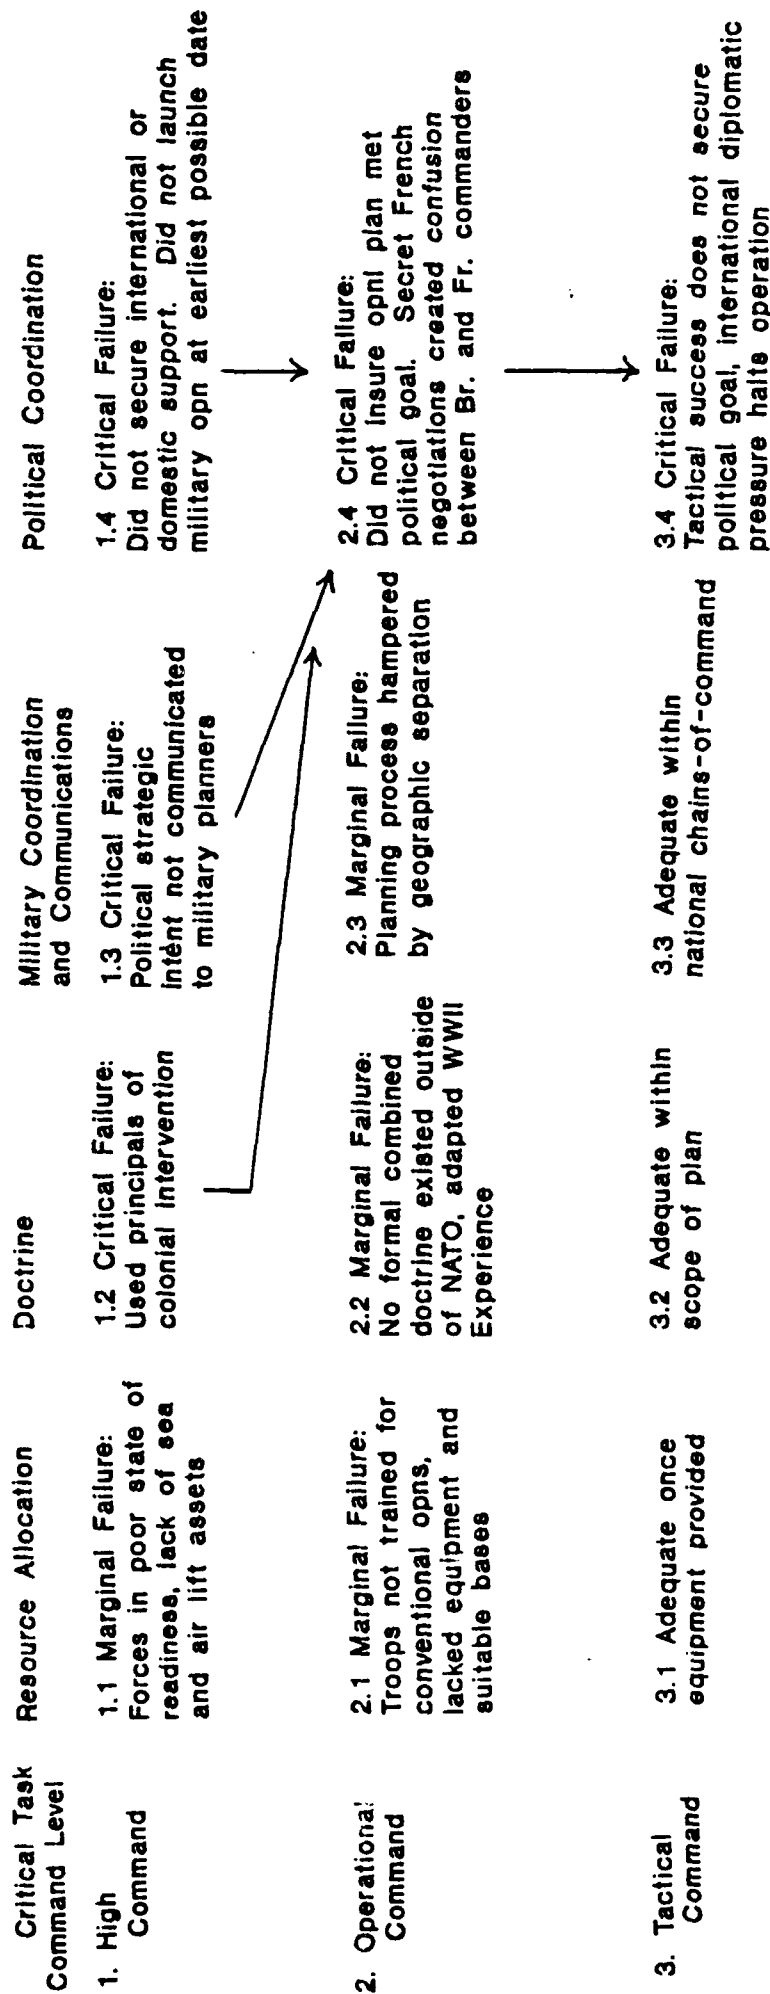 Critical Task
Command Level
Resource Allocation
Doctrine
Military Coordination
and Communications
Political Coordination
1. High
Command
1.1 Marginal Failure:
Forces in poor state of
readiness, lack of sea
and air lift assets
1.2 Critical Failure:
Used principals of
colonial intervention
1.3 Critical Failure:
Political strategic
intent not communicated
to military planners
1.4 Critical Failure:
Did not secure international or
domestic support. Did not launch
military opn at earliest possible date
2. Operational
Command
2.1 Marginal Failure:
Troops not trained for
conventional opns,
lacked equipment and
suitable bases
2.2 Marginal Failure:
No formal combined
doctrine existed outside
of NATO, adapted WWII
Experience
2.3 Marginal Failure:
Planning process hampered
by geographic separation
2.4 Critical Failure:
Did not insure opnl plan met
political goal. Secret French
negotiations created confusion
between Br. and Fr. commanders
3. Tactical
Command
3.1 Adequate once
equipment provided
3.2 Adequate within
scope of plan
3.3 Adequate within
national chains-of-command
3.4 Critical Failure:
Tactical success does not secure
political goal, international diplomatic
pressure halts operation